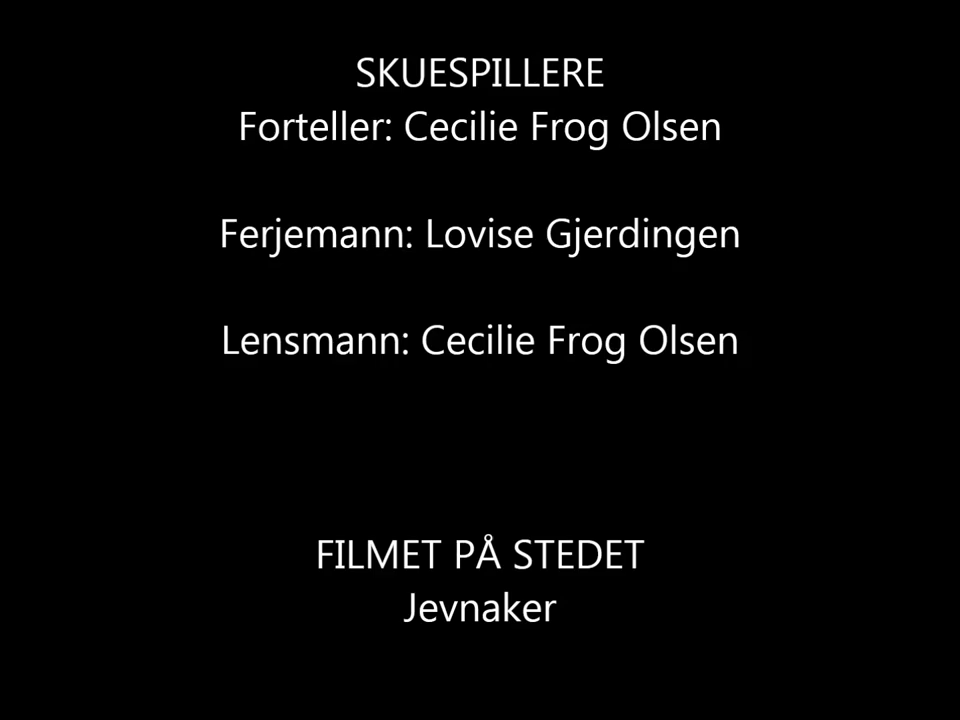 SKUESPILLERE
Forteller: Cecilie Frog Olsen
Ferjemann: Lovise Gjerdingen
Lensmann: Cecilie Frog Olsen
FILMET PÅ STEDET
Jevnaker